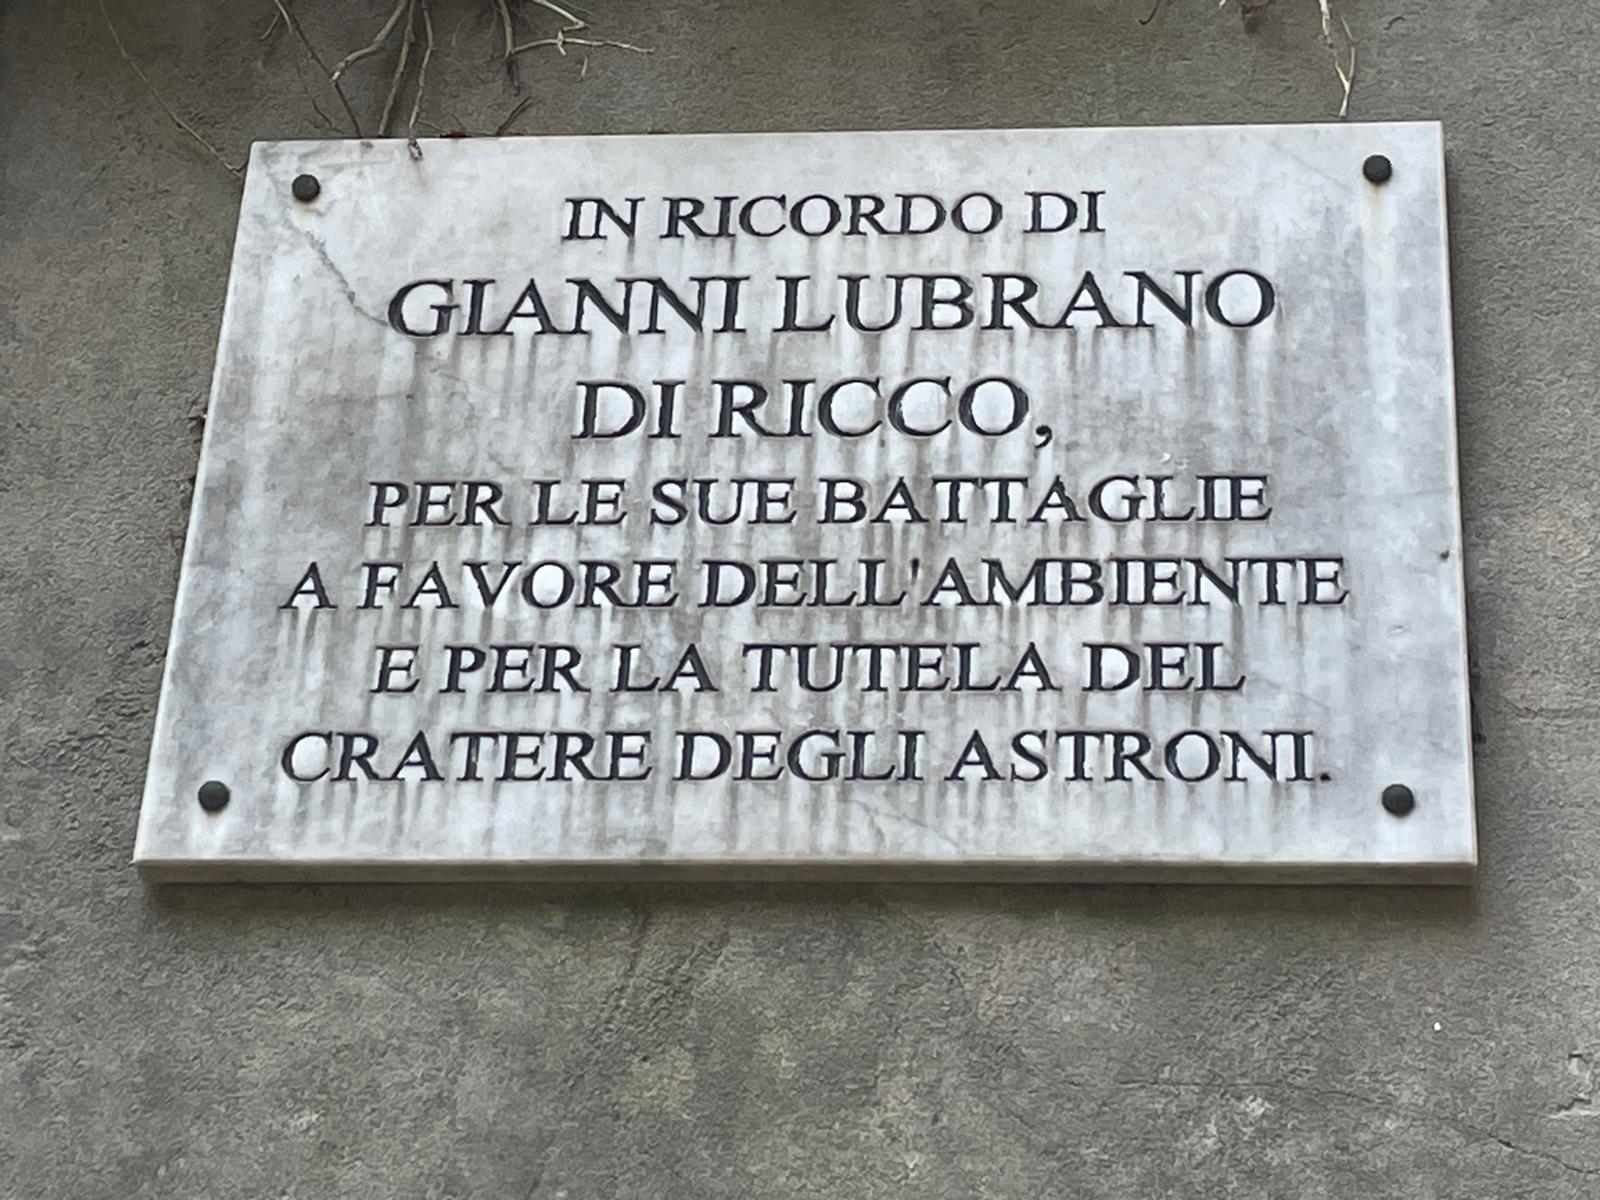 IN RICORDO DI
GIANNI LUBRANO
DI RICCO,
PER LE SUE BATTAGLIE
A FAVORE DELL'AMBIENTE
E PER LA TUTELA DEL
CRATERE DEGLI ASTRONI.